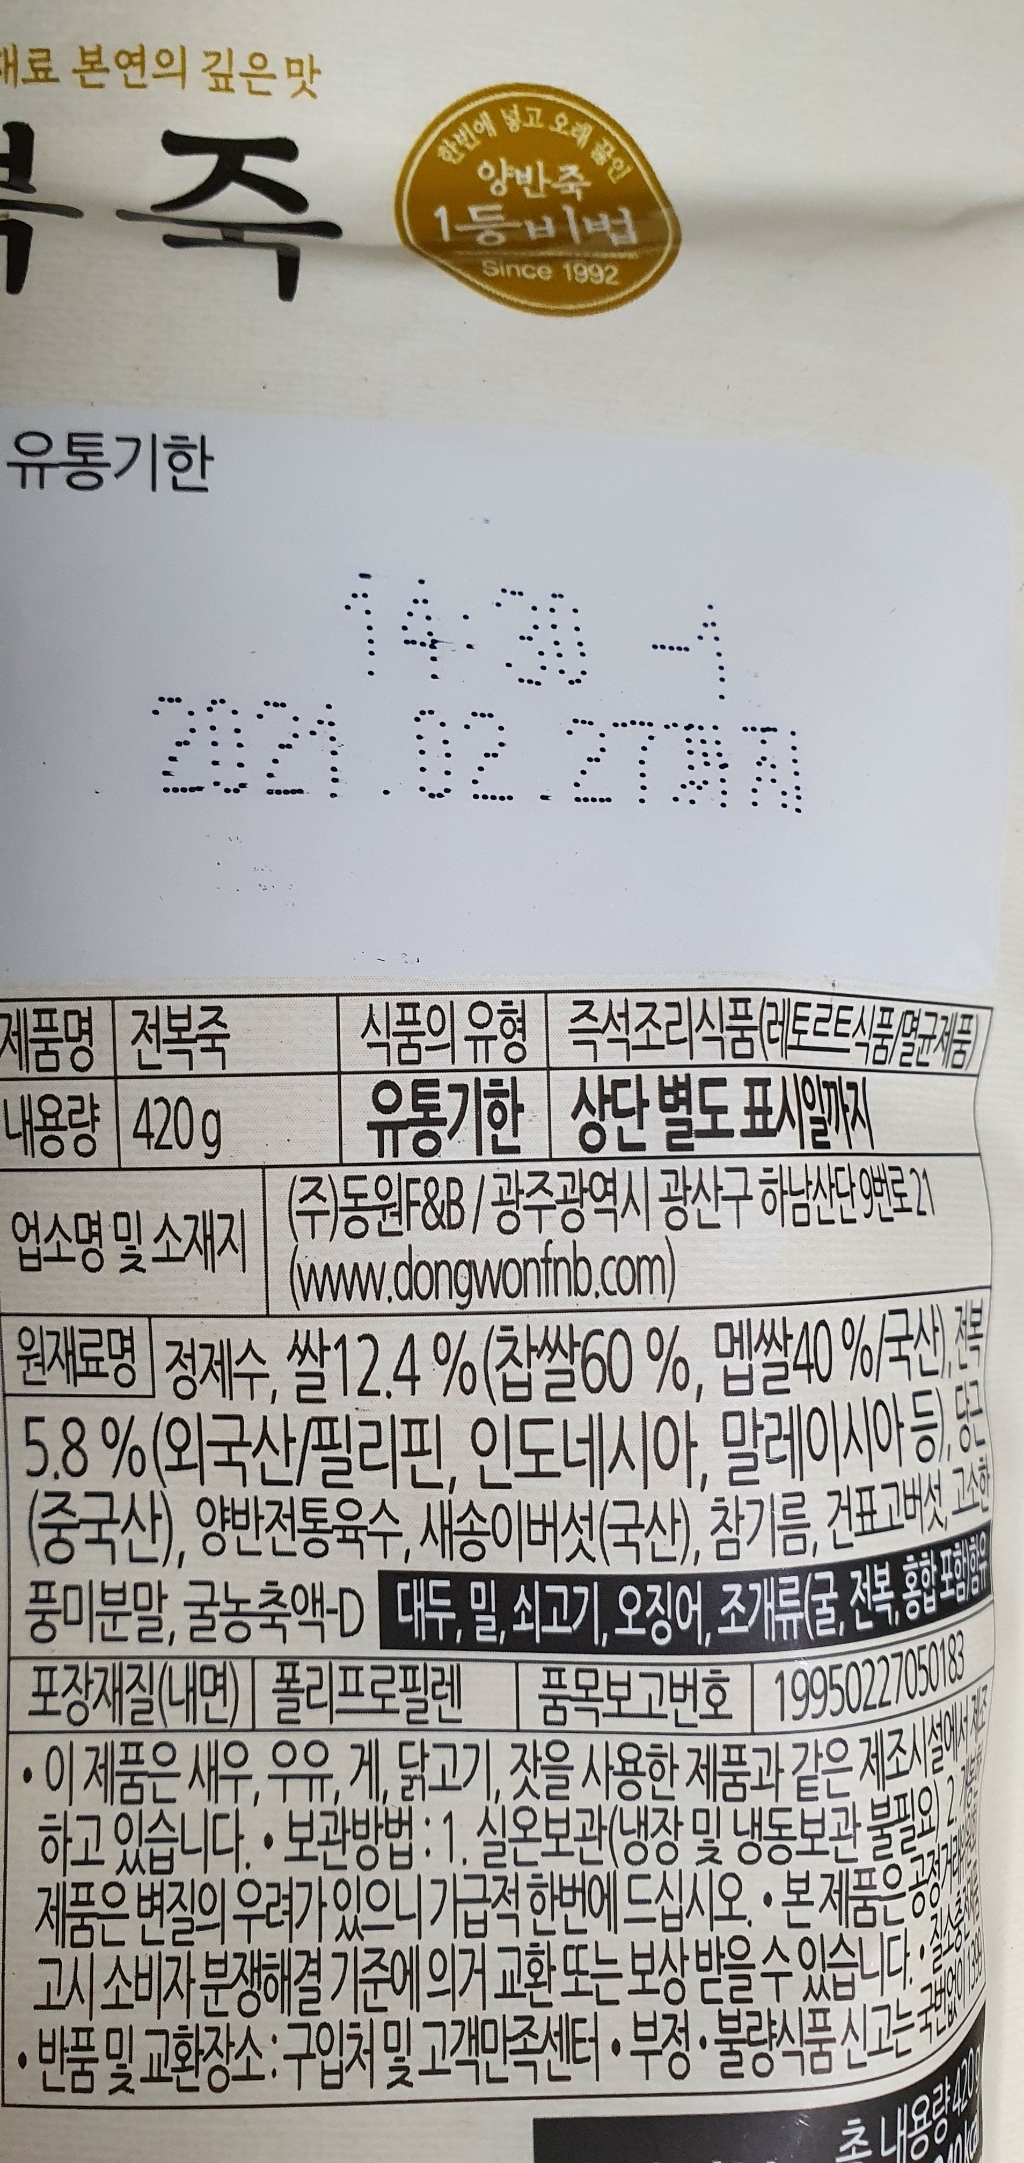 재료 본연의 깊은 맛
죽
한번에 넣고 오래 끓인
양반죽
1등비법
Since 1992
유통기한
14:30 -1
2021.02.27까지
제품명 전복죽 식품의 유형 즉석조리식품(레토르트식품/멸균제품)
내용량 420 g 유통기한 상단 별도 표시일까지
업소명 및 소재지 (주)동원F&B / 광주광역시 광산구 하남산단 9번로 21
(www.dongwonfnb.com)
원재료명 정제수, 쌀12.4 %(찹쌀60 %, 멥쌀40 %/국산), 전복
5.8 %(외국산/필리핀, 인도네시아, 말레이시아 등), 당근
(중국산), 양반전통육수, 새송이버섯(국산), 참기름, 건표고버섯, 고소한
풍미분말, 굴농축액-D 대두, 밀, 쇠고기, 오징어, 조개류(굴, 전복, 홍합 포함)함유
포장재질(내면) 폴리프로필렌 품목보고번호 19950227050183
• 이 제품은 새우, 우유, 게, 닭고기, 잣을 사용한 제품과 같은 제조시설에서 제조
하고 있습니다. • 보관방법 : 1. 실온보관(냉장 및 냉동보관 불필요) 2. 개봉한
제품은 변질의 우려가 있으니 가급적 한번에 드십시오. • 본 제품은
고시 소비자분쟁해결 기준에 의거 교환 또는 보상 받을 수 있습니다. •
• 반품 및 교환장소 : 구입처 및 고객만족센터 • 부정·불량식품 신고는 국번없이 1399
총 내용량 420 g